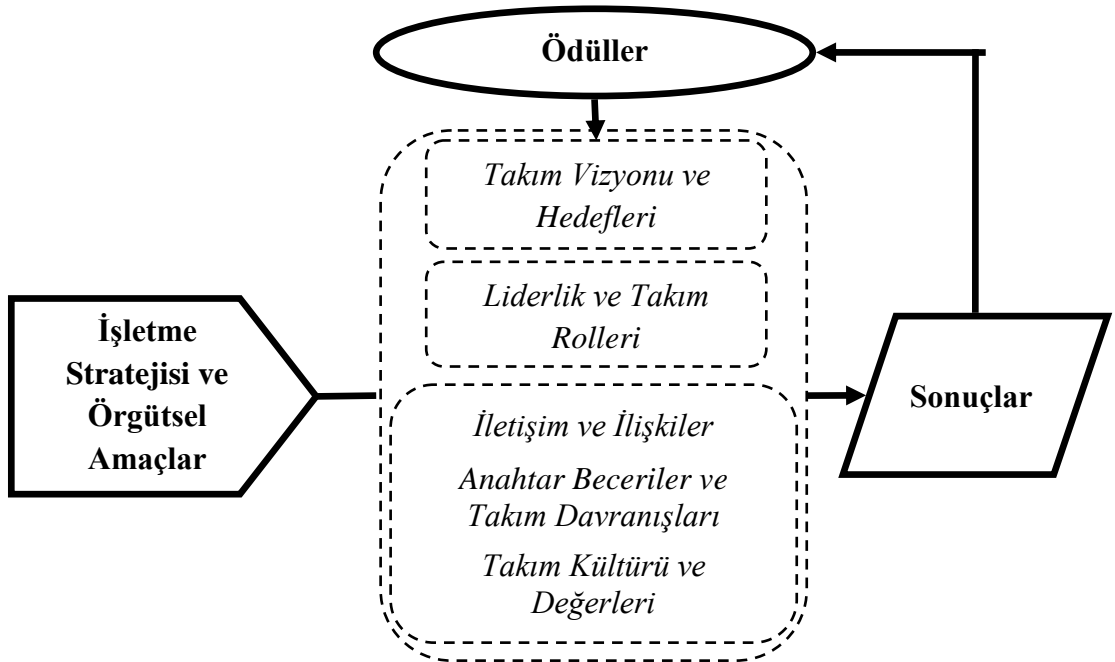 Ödüller
Takım Vizyonu ve
Hedefleri
Liderlik ve Takım
Rolleri
İşletme
Stratejisi ve
Örgütsel
Amaçlar
İletişim ve İlişkiler
Anahtar Beceriler ve
Takım Davranışları
Takım Kültürü ve
Değerleri
Sonuçlar